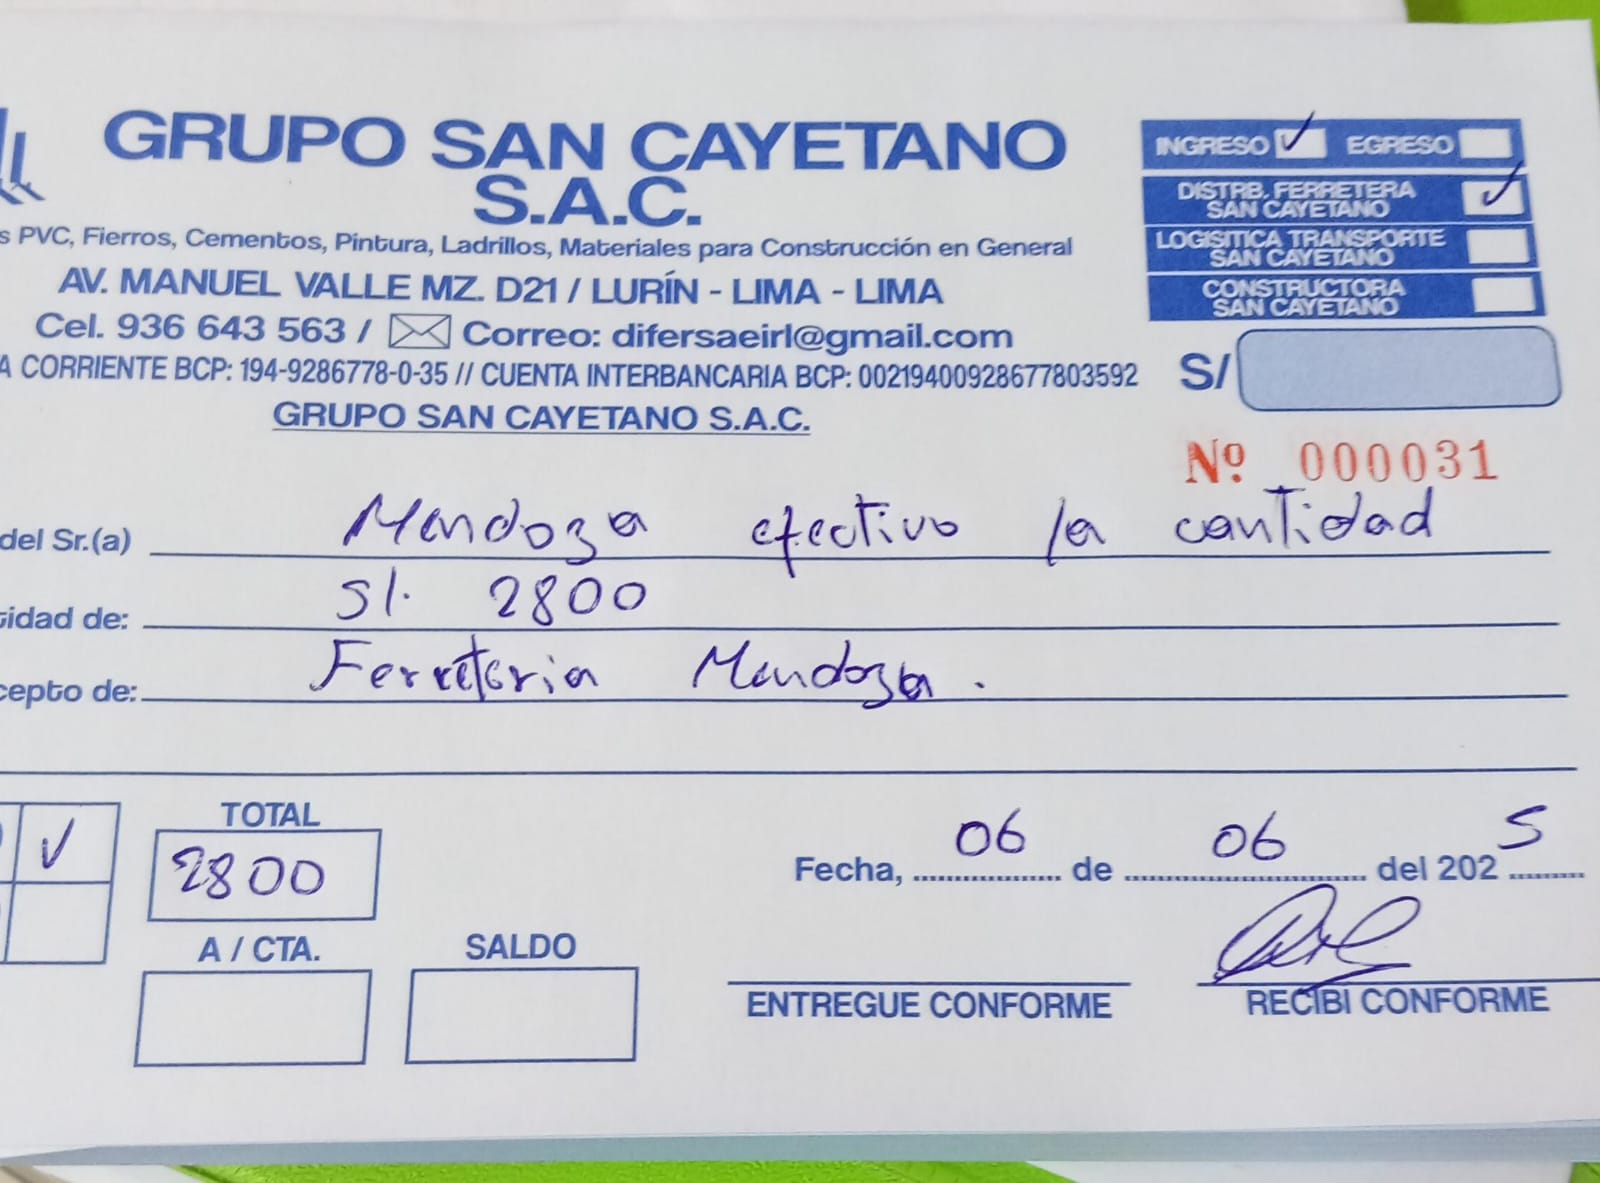 GRUPO SAN CAYETANO
S.A.C.
s PVC, Fierros, Cementos, Pintura, Ladrillos, Materiales para Construcción en General
AV. MANUEL VALLE MZ. D21 / LURÍN - LIMA - LIMA
Cel. 936 643 563 / Correo: difersaeirl@gmail.com
A CORRIENTE BCP: 194-9286778-0-35 // CUENTA INTERBANCARIA BCP: 00219400928677803592
GRUPO SAN CAYETANO S.A.C.
INGRESO ✓ EGRESO
DISTRB. FERRETERA
SAN CAYETANO ✓
LOGISITICA TRANSPORTE
SAN CAYETANO
CONSTRUCTORA
SAN CAYETANO
S/
Nº 000031
del Sr.(a) Mendoza efectivo la cantidad
tidad de: S/. 2800
cepto de: Ferreteria Mendoza.
✓
TOTAL
2800
A / CTA.
SALDO
Fecha, 06 de 06 del 2025
ENTREGUE CONFORME
RECIBI CONFORME